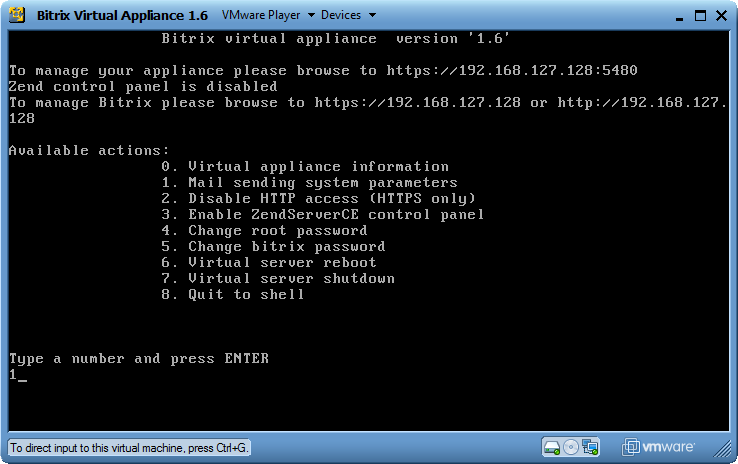 Bitrix Virtual Appliance 1.6 VMware Player Devices
Bitrix virtual appliance version '1.6'
To manage your appliance please browse to https://192.168.127.128:5480
Zend control panel is disabled
To manage Bitrix please browse to https://192.168.127.128 or http://192.168.127.
128
Available actions:
0. Virtual appliance information
1. Mail sending system parameters
2. Disable HTTP access (HTTPS only)
3. Enable ZendServerCE control panel
4. Change root password
5. Change bitrix password
6. Virtual server reboot
7. Virtual server shutdown
8. Quit to shell
Type a number and press ENTER
1_
To direct input to this virtual machine, press Ctrl+G. vmware